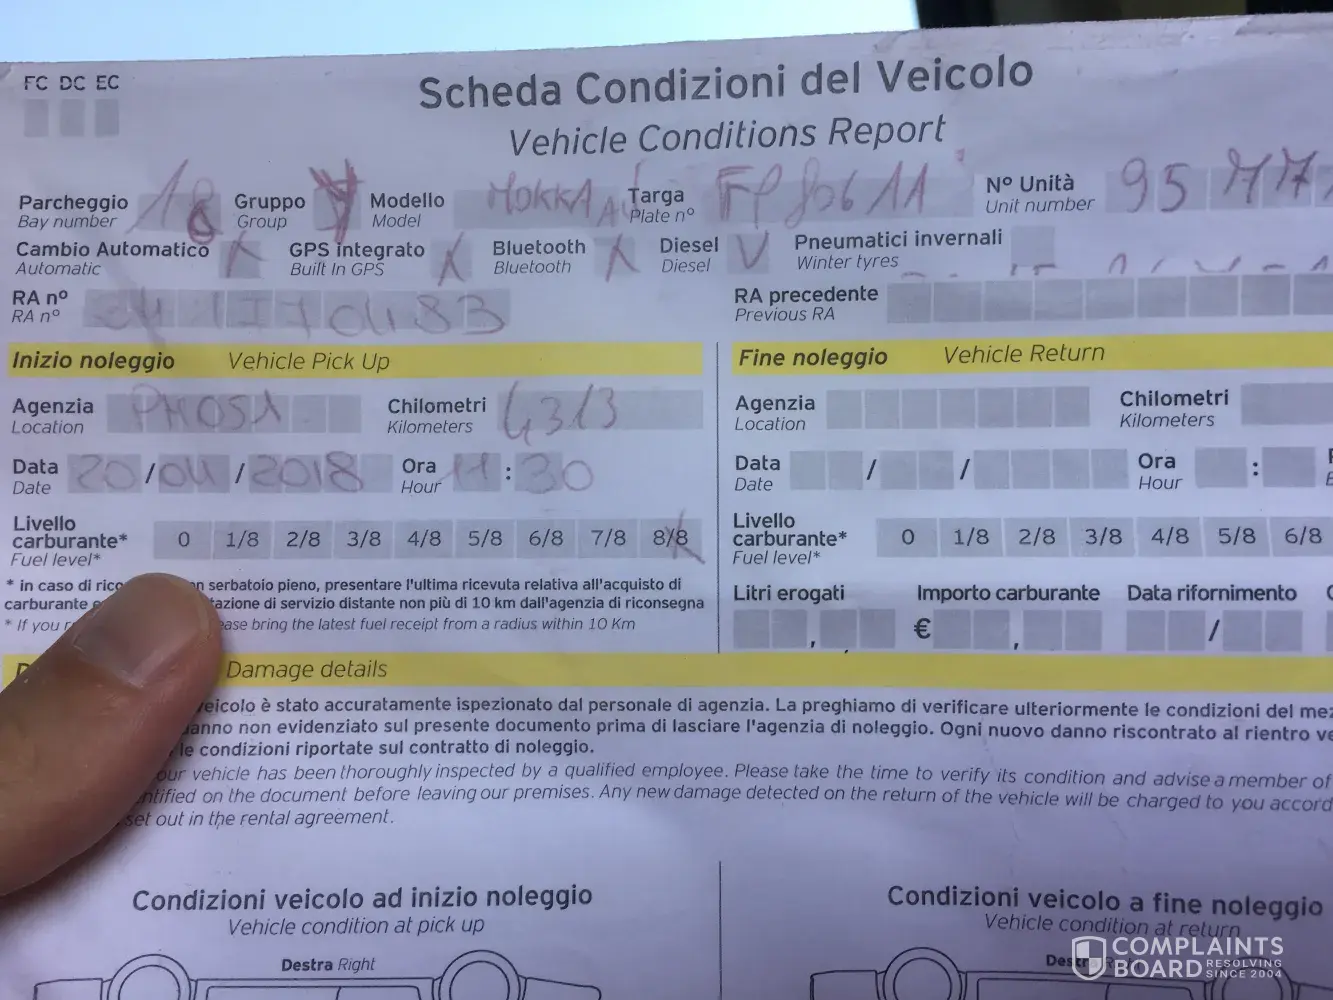 FC DC EC
Scheda Condizioni del Veicolo
Vehicle Conditions Report
Parcheggio 18 Gruppo Modello MOKKA Targa FP80611 N° Unità 95 777
Bay number Group Model Plate n° Unit number
Cambio Automatico X GPS integrato X Bluetooth X Diesel V Pneumatici invernali
Automatic Built In GPS Bluetooth Diesel Winter tyres
RA n° RA precedente
RA n° Previous RA
Inizio noleggio Vehicle Pick Up Fine noleggio Vehicle Return
Agenzia PMOS1 Chilometri 4313 Agenzia Chilometri
Location Kilometers Location Kilometers
Data 20/04/2018 Ora 11:30 Data / / Ora :
Date Hour Date Hour
Livello carburante* 0 1/8 2/8 3/8 4/8 5/8 6/8 7/8 8/8 Livello carburante* 0 1/8 2/8 3/8 4/8 5/8 6/8
Fuel level* Fuel level*
* in caso di serbatoio pieno, presentare l'ultima ricevuta relativa all'acquisto di
carburante di servizio distante non più di 10 km dall'agenzia di riconsegna
* If you bring the latest fuel receipt from a radius within 10 Km
Litri erogati Importo carburante Data rifornimento
, € , /
Damage details
veicolo è stato accuratamente ispezionato dal personale di agenzia. La preghiamo di verificare ulteriormente le condizioni del
danno non evidenziato sul presente documento prima di lasciare l'agenzia di noleggio. Ogni nuovo danno riscontrato al rientro
le condizioni riportate sul contratto di noleggio.
our vehicle has been thoroughly inspected by a qualified employee. Please take the time to verify its condition and advise a member of
on the document before leaving our premises. Any new damage detected on the return of the vehicle will be charged to you
set out in the rental agreement.
Condizioni veicolo ad inizio noleggio Condizioni veicolo a fine noleggio
Vehicle condition at pick up Vehicle condition at return
Destra Right
COMPLAINTS
BOARD RESOLVING SINCE 2004